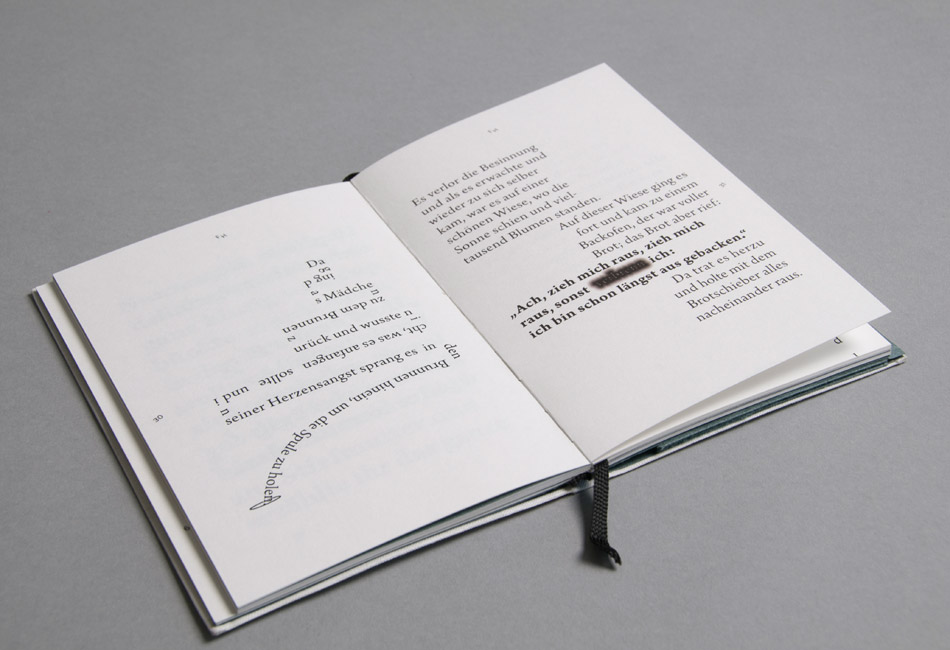 Da
ging
d
a
s Mädche
n
zu dem Brunnen
z
urück und wusste n
i
cht, was es anfangen
sollte und i
n
seiner Herzensangst sprang es in
den
Brunnen hinein, um die Spule zu holen
30
Es verlor die Besinnung
und als es erwachte und
wieder zu sich selber
kam, war es auf einer
schönen Wiese, wo die
Sonne schien und viel
tausend Blumen standen.
Auf dieser Wiese ging es
fort und kam zu einem
Backofen, der war voller
Brot; das Brot aber rief:
„Ach, zieh mich raus, zieh mich
raus, sonst ich:
ich bin schon längst aus gebacken.“
Da trat es herzu
und holte mit dem
Brotschieber alles
nacheinander raus.